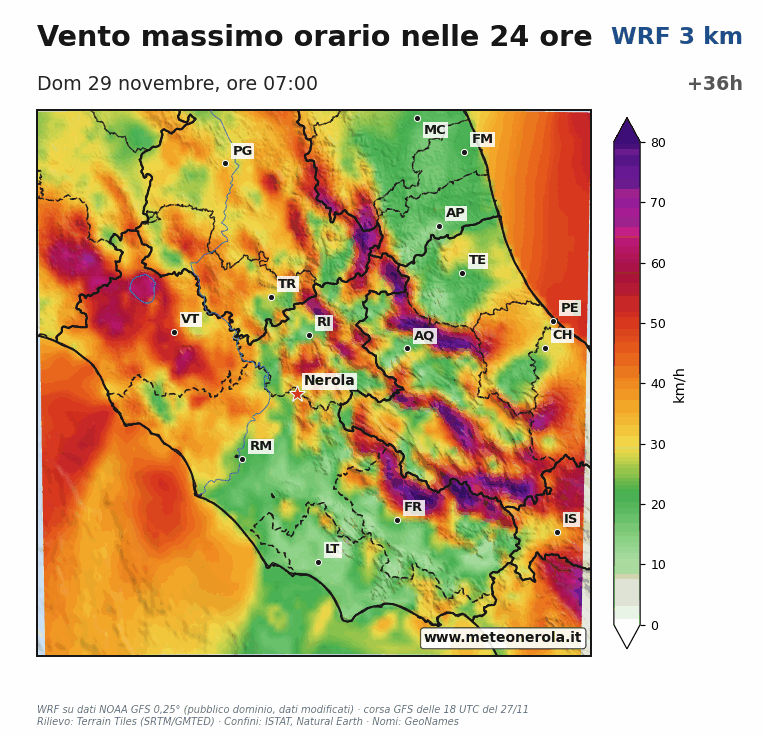 Vento massimo orario nelle 24 ore WRF 3 km
Dom 29 novembre, ore 07:00 +36h
MC
FM
PG
AP
TE
TR
PE
VT
RI
AQ
CH
Nerola
RM
FR
IS
LT
www.meteonerola.it
80
70
60
50
40
30
20
10
0
km/h
WRF su dati NOAA GFS 0,25° (pubblico dominio, dati modificati) · corsa GFS delle 18 UTC del 27/11
Rilievo: Terrain Tiles (SRTM/GMTED) · Confini: ISTAT, Natural Earth · Nomi: GeoNames